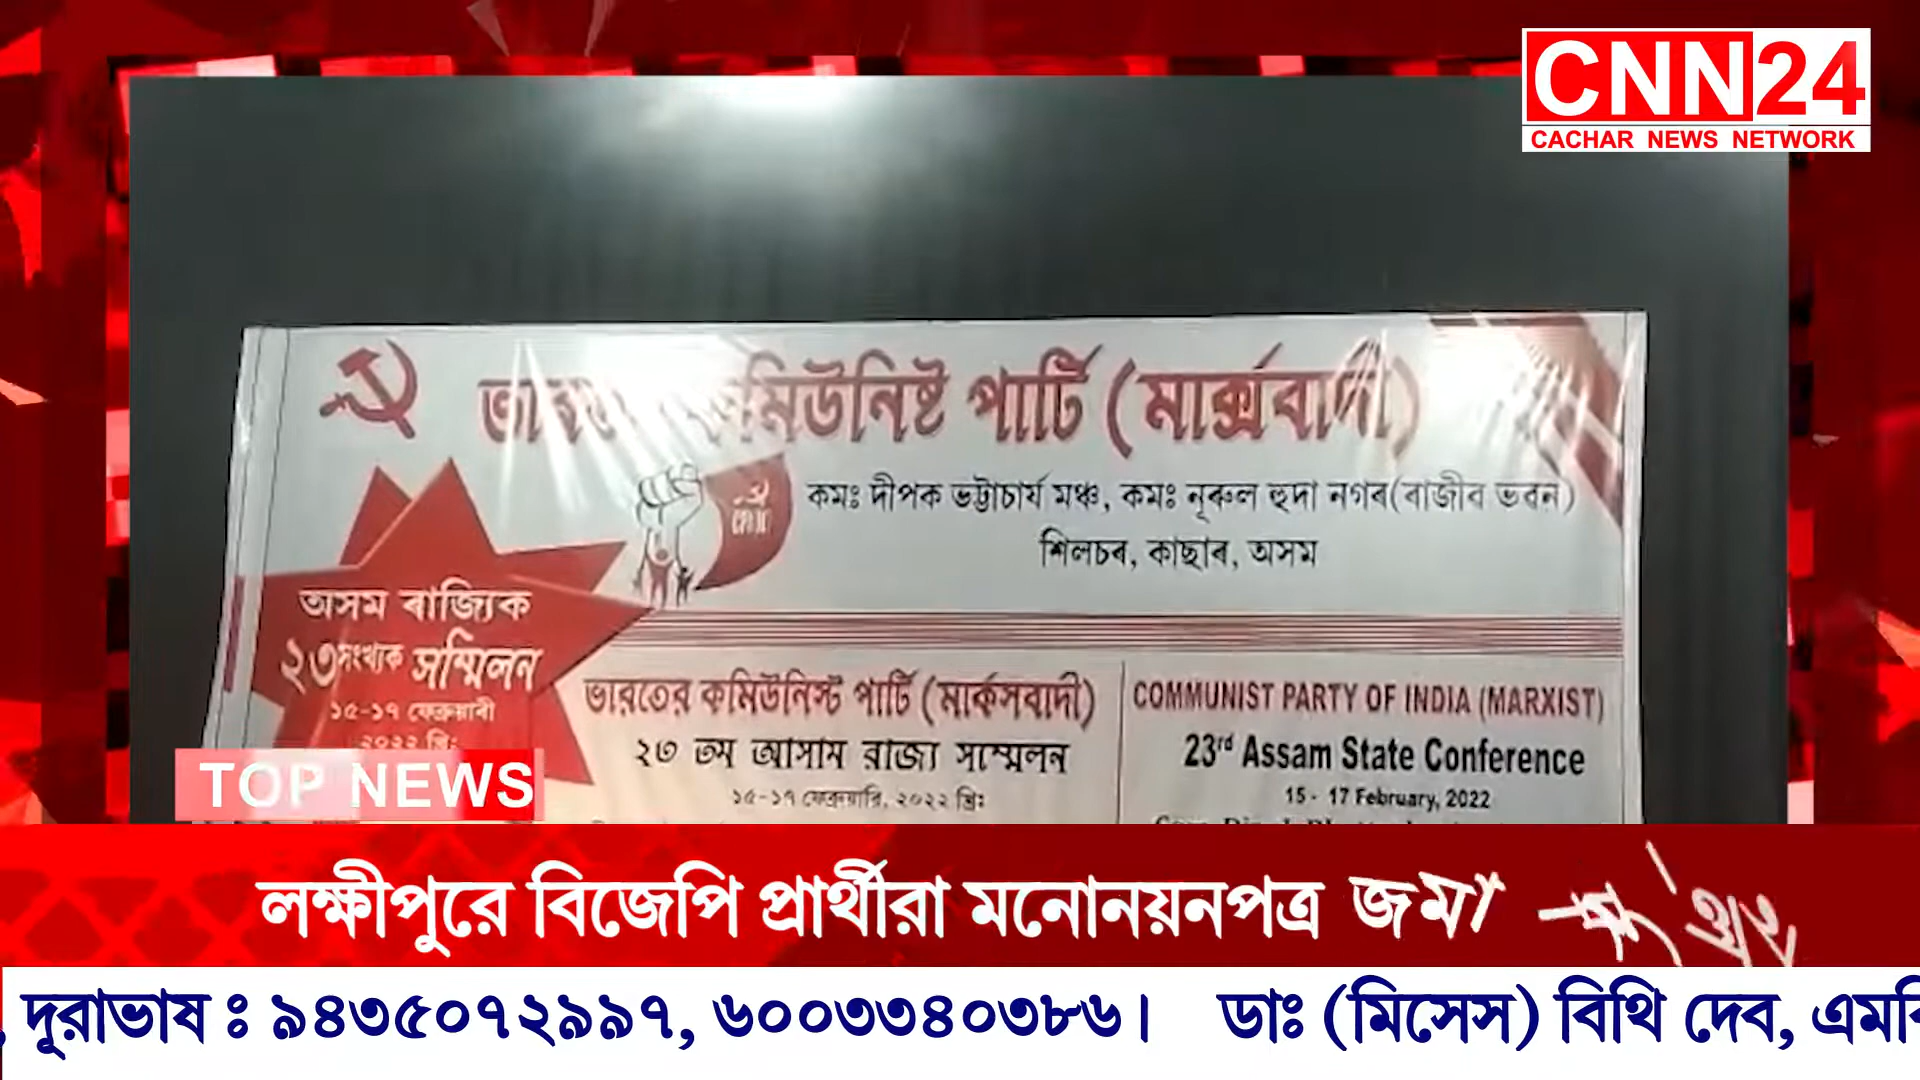 CNN24
CACHAR NEWS NETWORK
কমিউনিষ্ট পার্টি (মার্ক্সবাদী)
কমঃ দীপক ভট্টাচার্য মঞ্চ, কমঃ নূৰুল হুদা নগৰ(ৰাজীৱ ভৱন)
শিলচৰ, কাছাৰ, অসম
অসম ৰাজ্যিক
২৩ সংখ্যক সন্মিলন
১৫-১৭ ফেব্ৰুৱাৰী
২০২২ খ্ৰিঃ
ভারতের কমিউনিস্ট পার্টি (মার্কসবাদী)
২৩ তম আসাম রাজ্য সম্মেলন
১৫-১৭ ফেব্রুয়ারি, ২০২২ খ্রিঃ
COMMUNIST PARTY OF INDIA (MARXIST)
23rd Assam State Conference
15 - 17 February, 2022
TOP NEWS
লক্ষীপুরে বিজেপি প্রার্থীরা মনোনয়নপত্র জমা
দূরাভাষ ঃ ৯৪৩৫০৭২৯৯৭, ৬০০৩৩৪০৩৮৬। ডাঃ (মিসেস) বিথি দেব,